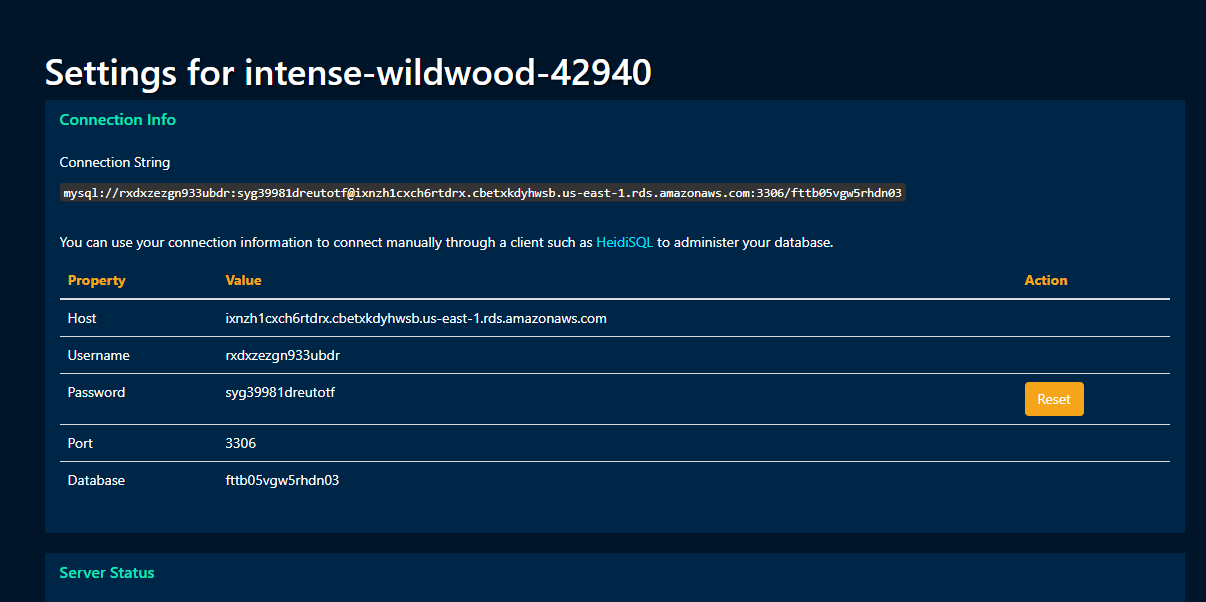 Settings for intense-wildwood-42940
Connection Info
Connection String
mysql://rxdxzezgn933ubdr:syg39981dreutotf@ixnzh1cxch6rtdrx.cbetxkdyhwsb.us-east-1.rds.amazonaws.com:3306/fttb05vgw5rhdn03
You can use your connection information to connect manually through a client such as HeidiSQL to administer your database.
Property Value Action
Host ixnzh1cxch6rtdrx.cbetxkdyhwsb.us-east-1.rds.amazonaws.com
Username rxdxzezgn933ubdr
Password syg39981dreutotf Reset
Port 3306
Database fttb05vgw5rhdn03
Server Status